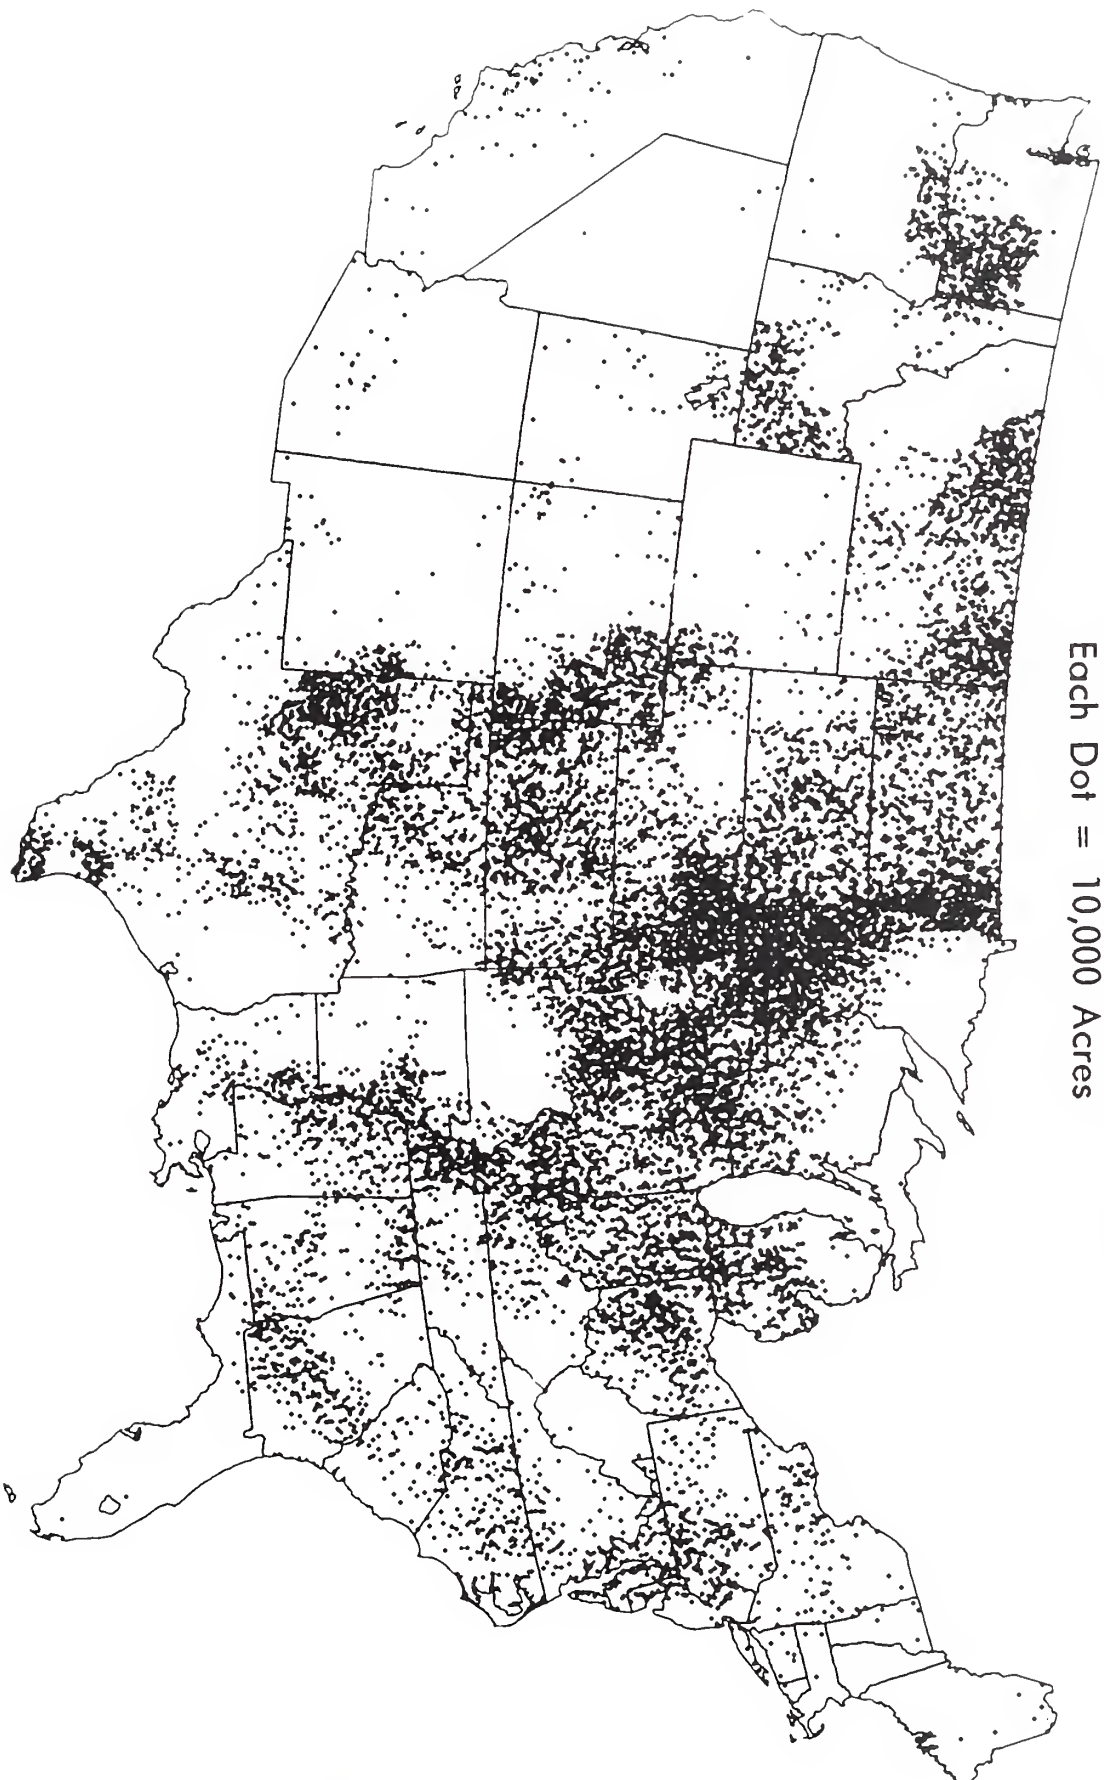 Each Dot = 10,000 Acres